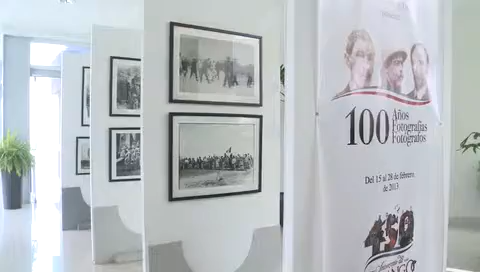 100 Años
Fotografías
Fotógrafos
Del 15 al 28 de febrero,
de 2013
450